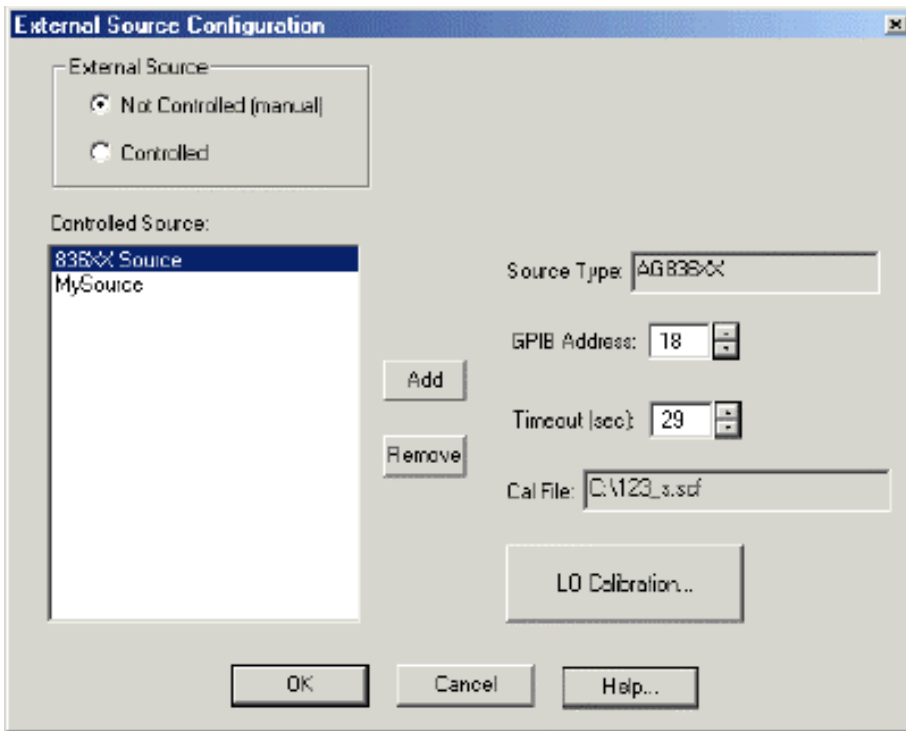 External Source Configuration
External Source
Not Controlled (manual)
Controlled
Controlled Source:
836XX Source
MySource
Add
Remove
Source Type: AG836XX
GPIB Address: 18
Timeout (sec): 29
Cal File: C:\123_s.scf
LO Calibration...
OK
Cancel
Help...